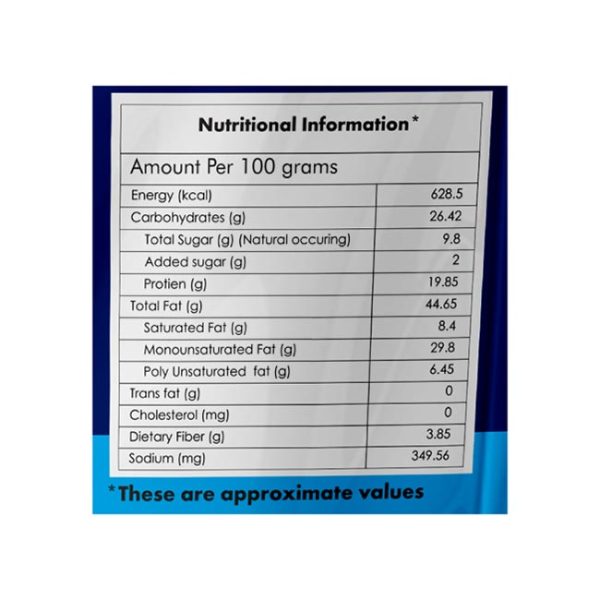 Nutritional Information*
Amount Per 100 grams
Energy (kcal) 628.5
Carbohydrates (g) 26.42
Total Sugar (g) (Natural occuring) 9.8
Added sugar (g) 2
Protien (g) 19.85
Total Fat (g) 44.65
Saturated Fat (g) 8.4
Monounsaturated Fat (g) 29.8
Poly Unsaturated fat (g) 6.45
Trans fat (g) 0
Cholesterol (mg) 0
Dietary Fiber (g) 3.85
Sodium (mg) 349.56
*These are approximate values